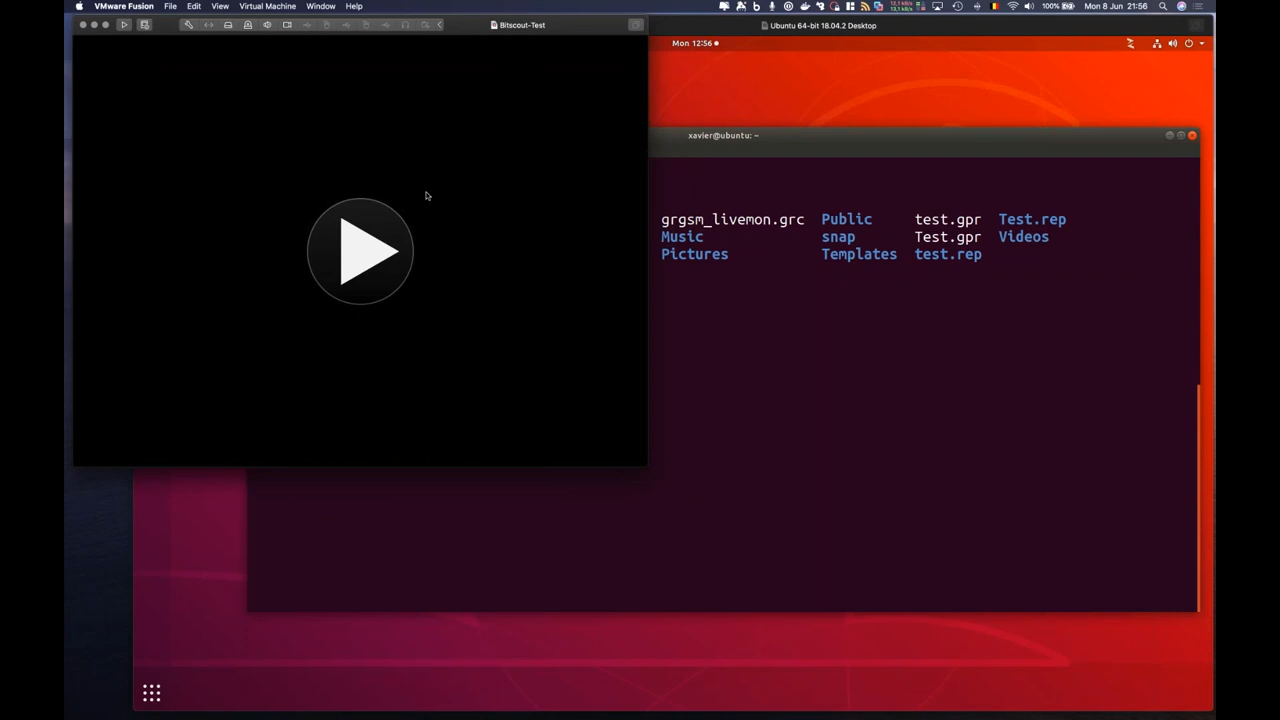 VMware Fusion File Edit View Virtual Machine Window Help 100% Mon 8 Jun 21:56
Bitscout-Test
Ubuntu 64-bit 18.04.2 Desktop
Mon 12:56
xavier@ubuntu: ~
grgsm_livemon.grc Public test.gpr Test.rep
Music snap Test.gpr Videos
Pictures Templates test.rep